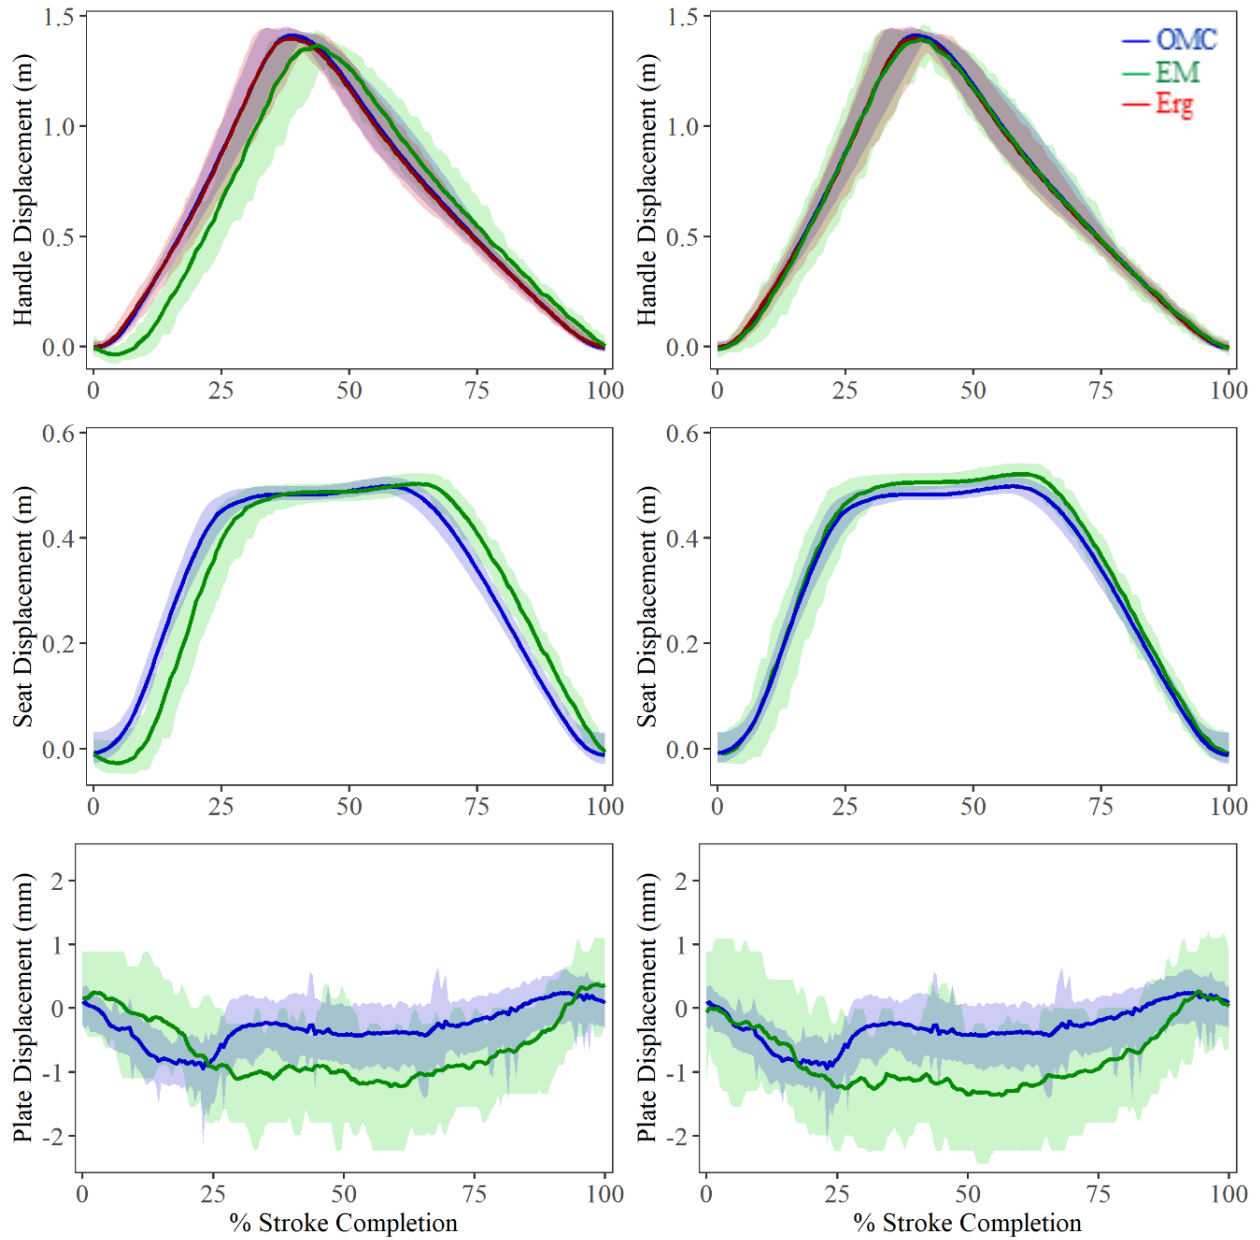 Handle Displacement (m)
1.5
1.0
0.5
0.0
0 25 50 75 100
Handle Displacement (m)
1.5
1.0
0.5
0.0
0 25 50 75 100
OMC
EM
Erg
Seat Displacement (m)
0.6
0.4
0.2
0.0
0 25 50 75 100
Seat Displacement (m)
0.6
0.4
0.2
0.0
0 25 50 75 100
Plate Displacement (mm)
2
1
0
-1
-2
0 25 50 75 100
% Stroke Completion
Plate Displacement (mm)
2
1
0
-1
-2
0 25 50 75 100
% Stroke Completion